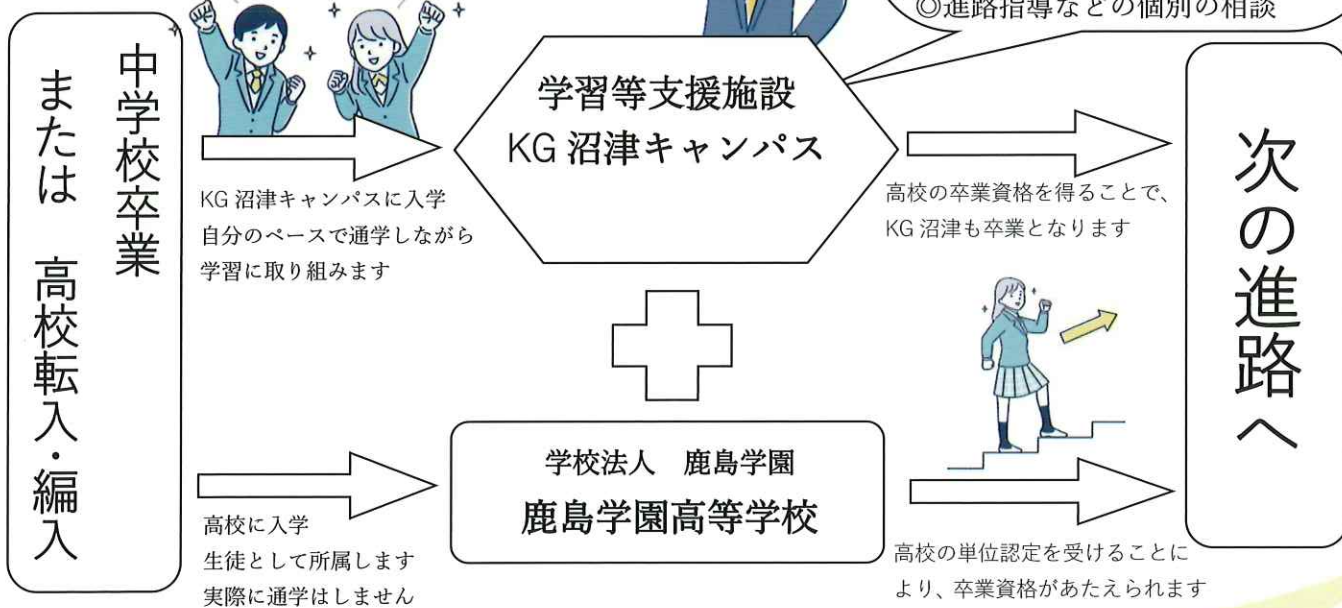 ◎進路指導などの個別の相談
中学校卒業
または 高校転入・編入
学習等支援施設
KG 沼津キャンパス
KG 沼津キャンパスに入学
自分のペースで通学しながら
学習に取り組みます
高校の卒業資格を得ることで、
KG 沼津も卒業となります
学校法人 鹿島学園
鹿島学園高等学校
高校に入学
生徒として所属します
実際に通学はしません
高校の単位認定を受けることに
より、卒業資格があたえられます
次の進路へ